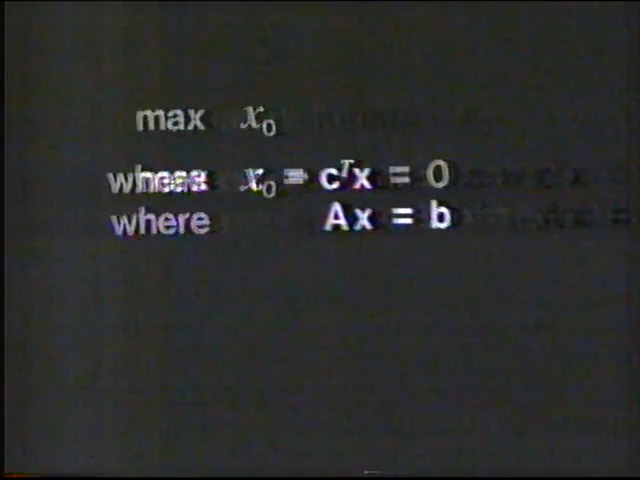 max x₀
where x₀ = cᵀx = 0
where Ax = b